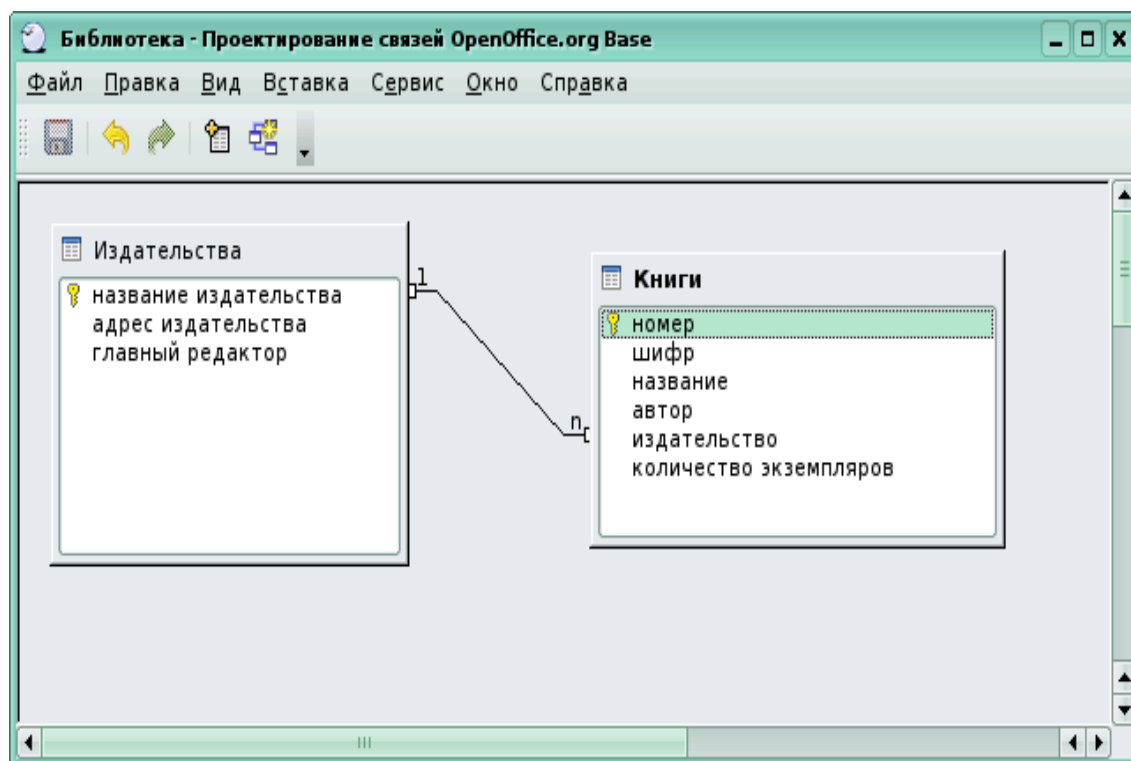 Библиотека - Проектирование связей OpenOffice.org Base
Файл Правка Вид Вставка Сервис Окно Справка
Издательства
название издательства
адрес издательства
главный редактор
1
n
Книги
номер
шифр
название
автор
издательство
количество экземпляров